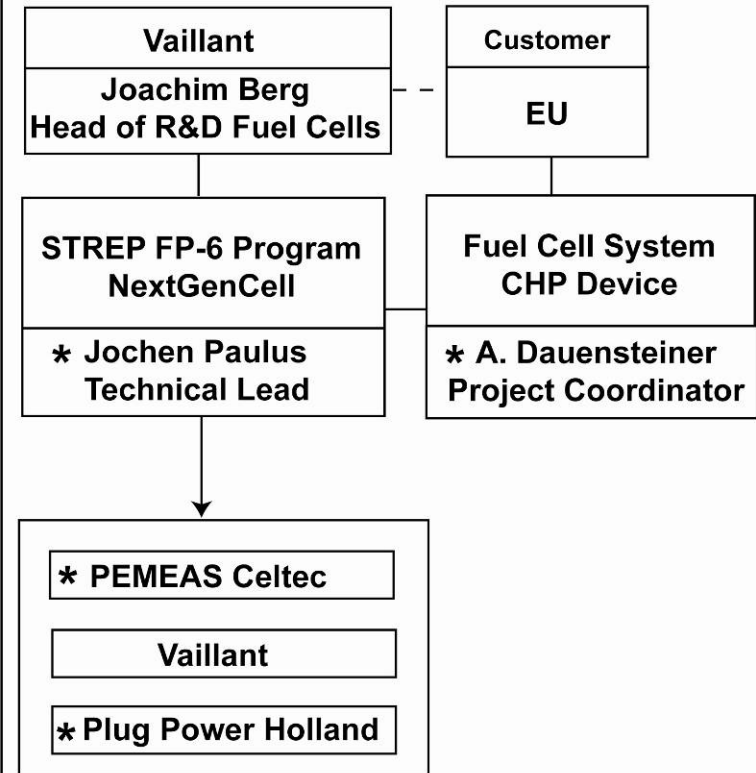 Vaillant
Joachim Berg
Head of R&D Fuel Cells
Customer
EU
STREP FP-6 Program
NextGenCell
* Jochen Paulus
Technical Lead
Fuel Cell System
CHP Device
* A. Dauensteiner
Project Coordinator
* PEMEAS Celtec
Vaillant
* Plug Power Holland